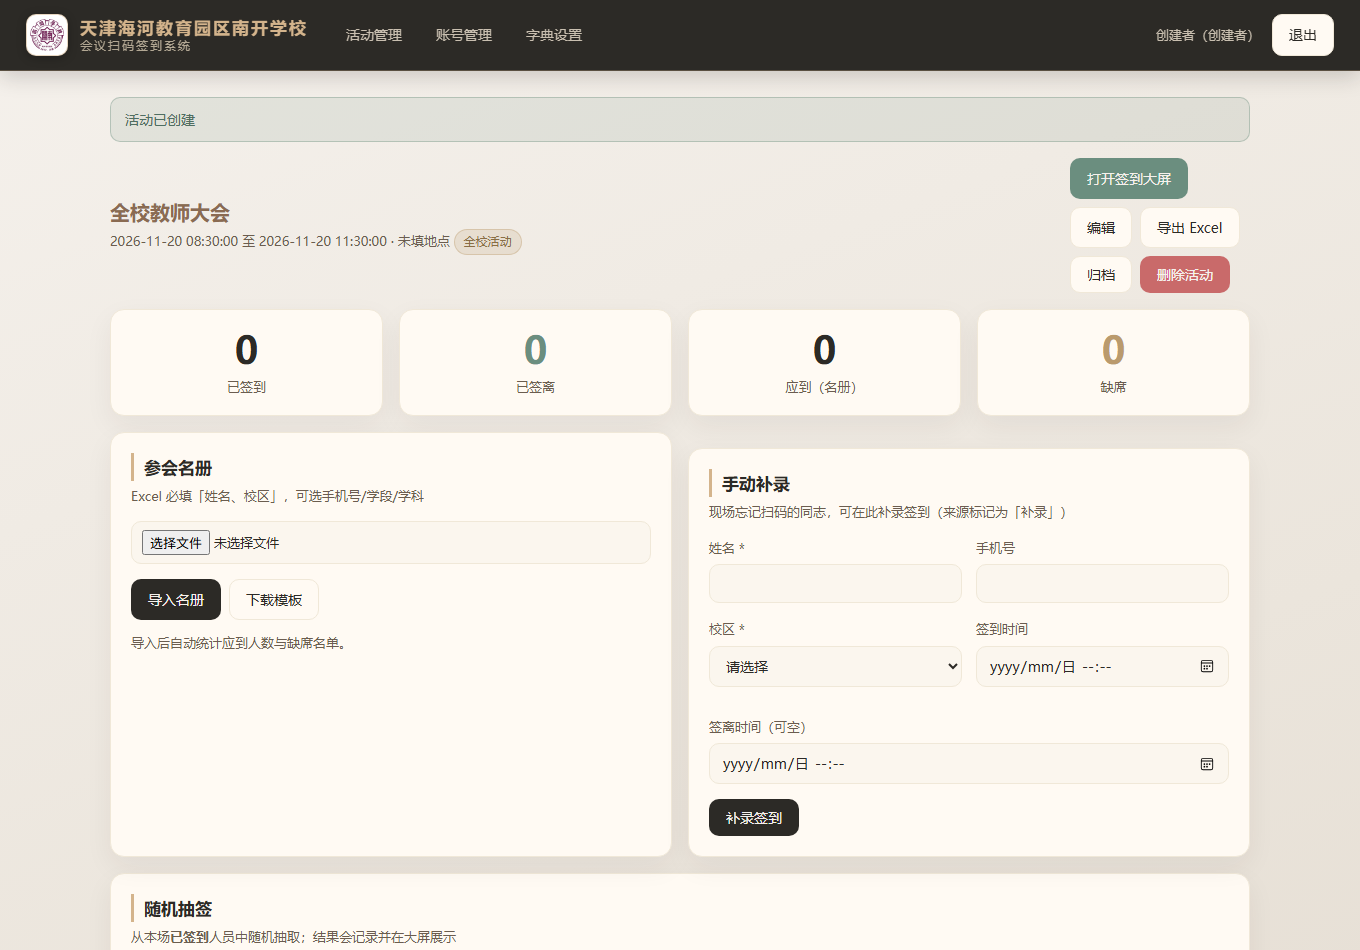 天津海河教育园区南开学校
会议扫码签到系统
活动管理 账号管理 字典设置
创建者（创建者） 退出
活动已创建
打开签到大屏
全校教师大会
2026-11-20 08:30:00 至 2026-11-20 11:30:00 · 未填地点 全校活动
编辑 导出 Excel
归档 删除活动
0 0 0 0
已签到 已签离 应到（名册） 缺席
参会名册
Excel 必填「姓名、校区」，可选手机号/学段/学科
选择文件 未选择文件
导入名册 下载模板
导入后自动统计应到人数与缺席名单。
手动补录
现场忘记扫码的同志，可在此补录签到（来源标记为「补录」）
姓名 * 手机号
校区 * 签到时间
请选择 yyyy/mm/日 --:--
签离时间（可空）
yyyy/mm/日 --:--
补录签到
随机抽签
从本场已签到人员中随机抽取；结果会记录并在大屏展示